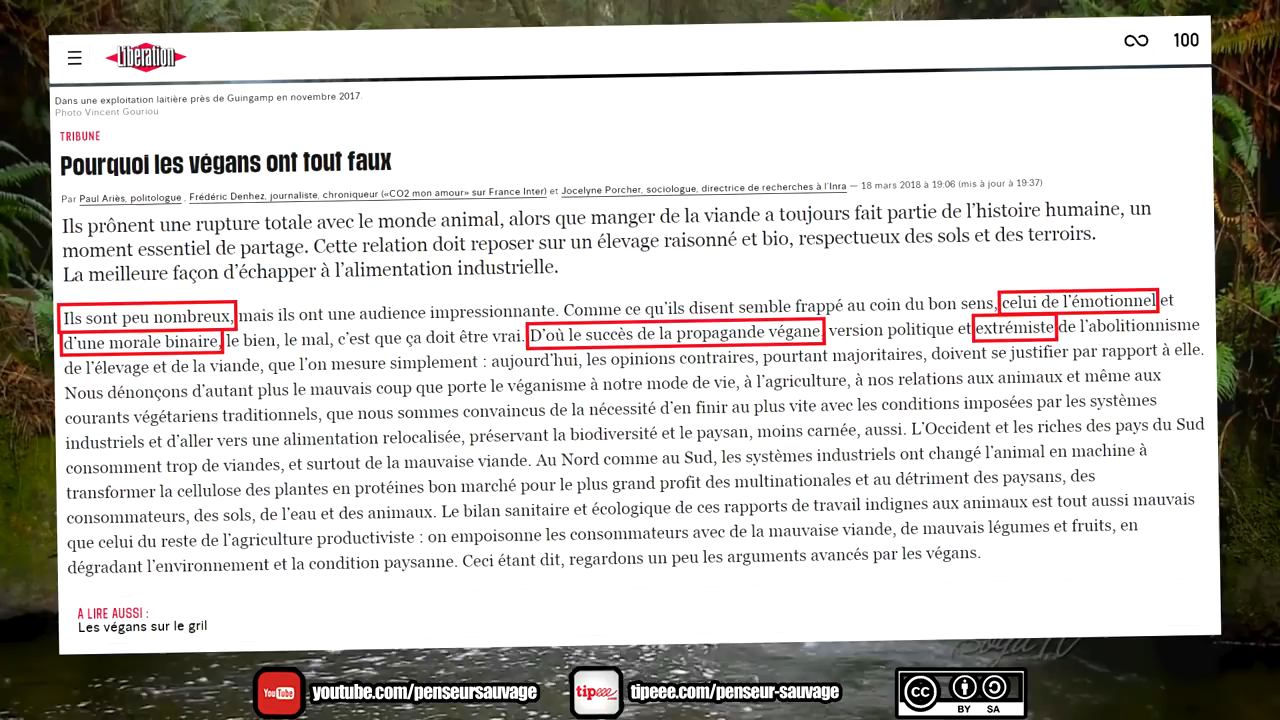 Libération
100
Dans une exploitation laitière près de Guingamp en novembre 2017.
Photo Vincent Gouriou
TRIBUNE
Pourquoi les végans ont tout faux
Par Paul Ariès, politologue , Frédéric Denhez, journaliste, chroniqueur («CO2 mon amour» sur France Inter) et Jocelyne Porcher, sociologue, directrice de recherches à l'Inra — 18 mars 2018 à 19:06 (mis à jour à 19:37)
Ils prônent une rupture totale avec le monde animal, alors que manger de la viande a toujours fait partie de l'histoire humaine, un
moment essentiel de partage. Cette relation doit reposer sur un élevage raisonné et bio, respectueux des sols et des terroirs.
La meilleure façon d'échapper à l'alimentation industrielle.
Ils sont peu nombreux, mais ils ont une audience impressionnante. Comme ce qu'ils disent semble frappé au coin du bon sens, celui de l'émotionnel et
d'une morale binaire, le bien, le mal, c'est que ça doit être vrai. D'où le succès de la propagande végane, version politique et extrémiste de l'abolitionnisme
de l'élevage et de la viande, que l'on mesure simplement : aujourd'hui, les opinions contraires, pourtant majoritaires, doivent se justifier par rapport à elle.
Nous dénonçons d'autant plus le mauvais coup que porte le véganisme à notre mode de vie, à l'agriculture, à nos relations aux animaux et même aux
courants végétariens traditionnels, que nous sommes convaincus de la nécessité d'en finir au plus vite avec les conditions imposées par les systèmes
industriels et d'aller vers une alimentation relocalisée, préservant la biodiversité et le paysan, moins carnée, aussi. L'Occident et les riches des pays du Sud
consomment trop de viandes, et surtout de la mauvaise viande. Au Nord comme au Sud, les systèmes industriels ont changé l'animal en machine à
transformer la cellulose des plantes en protéines bon marché pour le plus grand profit des multinationales et au détriment des paysans, des
consommateurs, des sols, de l'eau et des animaux. Le bilan sanitaire et écologique de ces rapports de travail indignes aux animaux est tout aussi mauvais
que celui du reste de l'agriculture productiviste : on empoisonne les consommateurs avec de la mauvaise viande, de mauvais légumes et fruits, en
dégradant l'environnement et la condition paysanne. Ceci étant dit, regardons un peu les arguments avancés par les végans.
A LIRE AUSSI :
Les végans sur le gril
YouTube
youtube.com/penseursauvage
tipeee
tipeee.com/penseur-sauvage
CC
BY SA